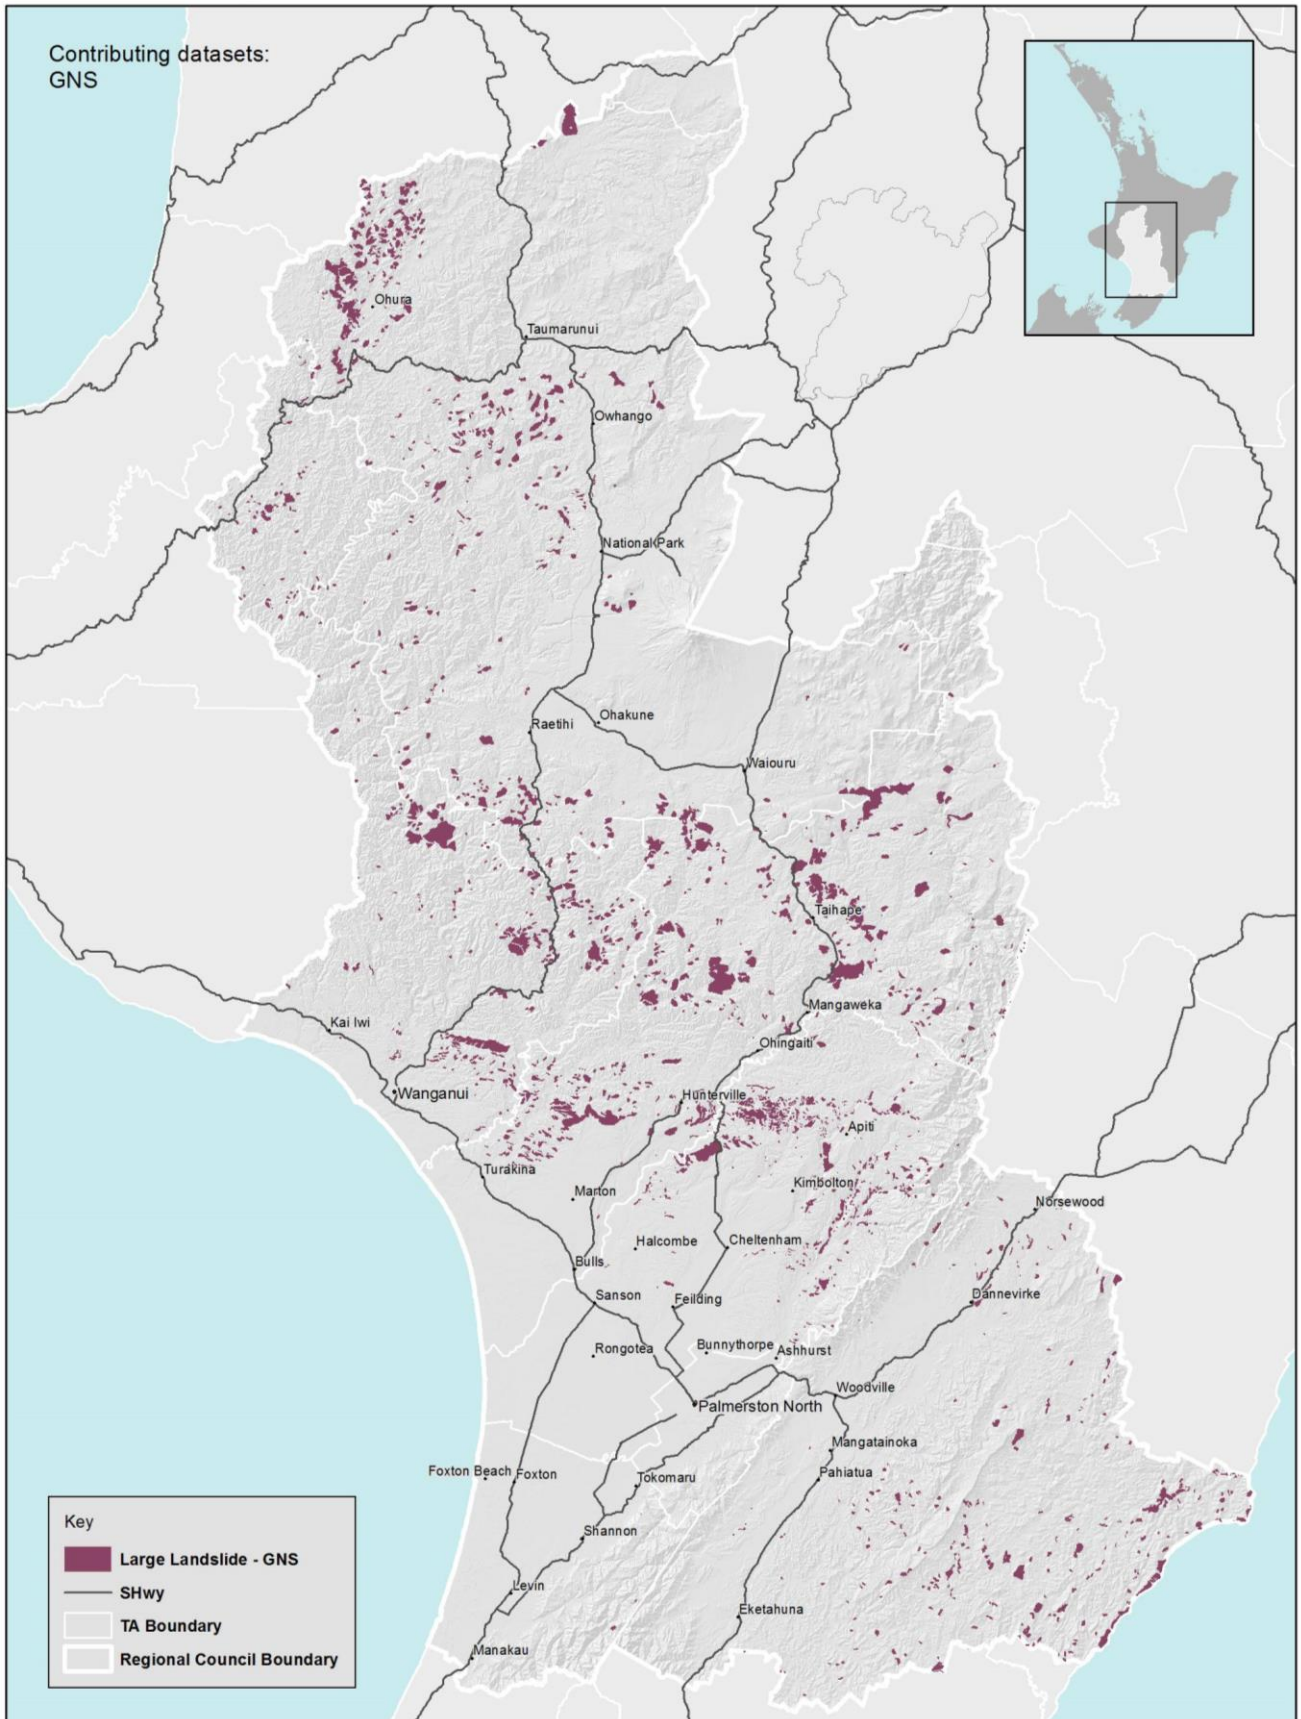 Contributing datasets:
GNS
Ohura
Taumarunui
Owhango
National Park
Ohakune
Raetihi
Waiouru
Taihape
Mangaweka
Kai Iwi
Ohingaiti
Wanganui
Hunterville
Apiti
Turakina
Kimbolton
Marton
Norsewood
Halcombe
Cheltenham
Bulls
Sanson
Feilding
Dannevirke
Rongotea
Bunnythorpe
Ashhurst
Woodville
Palmerston North
Mangatainoka
Foxton Beach
Foxton
Tokomaru
Pahiatua
Shannon
Levin
Eketahuna
Manakau
Key
Large Landslide - GNS
SHwy
TA Boundary
Regional Council Boundary